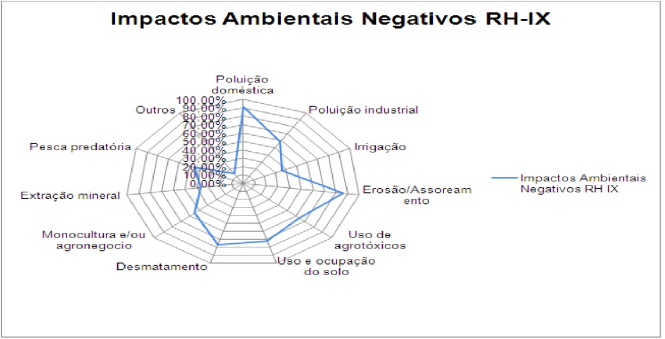 Impactos Ambientais Negativos RH-IX
Poluição
doméstica
100.00%
90.00%
80.00%
70.00%
60.00%
50.00%
40.00%
30.00%
20.00%
10.00%
0.00%
Poluição industrial
Irrigação
Erosão/Assoream
ento
Uso de
agrotóxicos
Uso e ocupação
do solo
Desmatamento
Monocultura e/ou
agronegocio
Extração mineral
Pesca predatória
Outros
Impactos Ambientais
Negativos RH IX